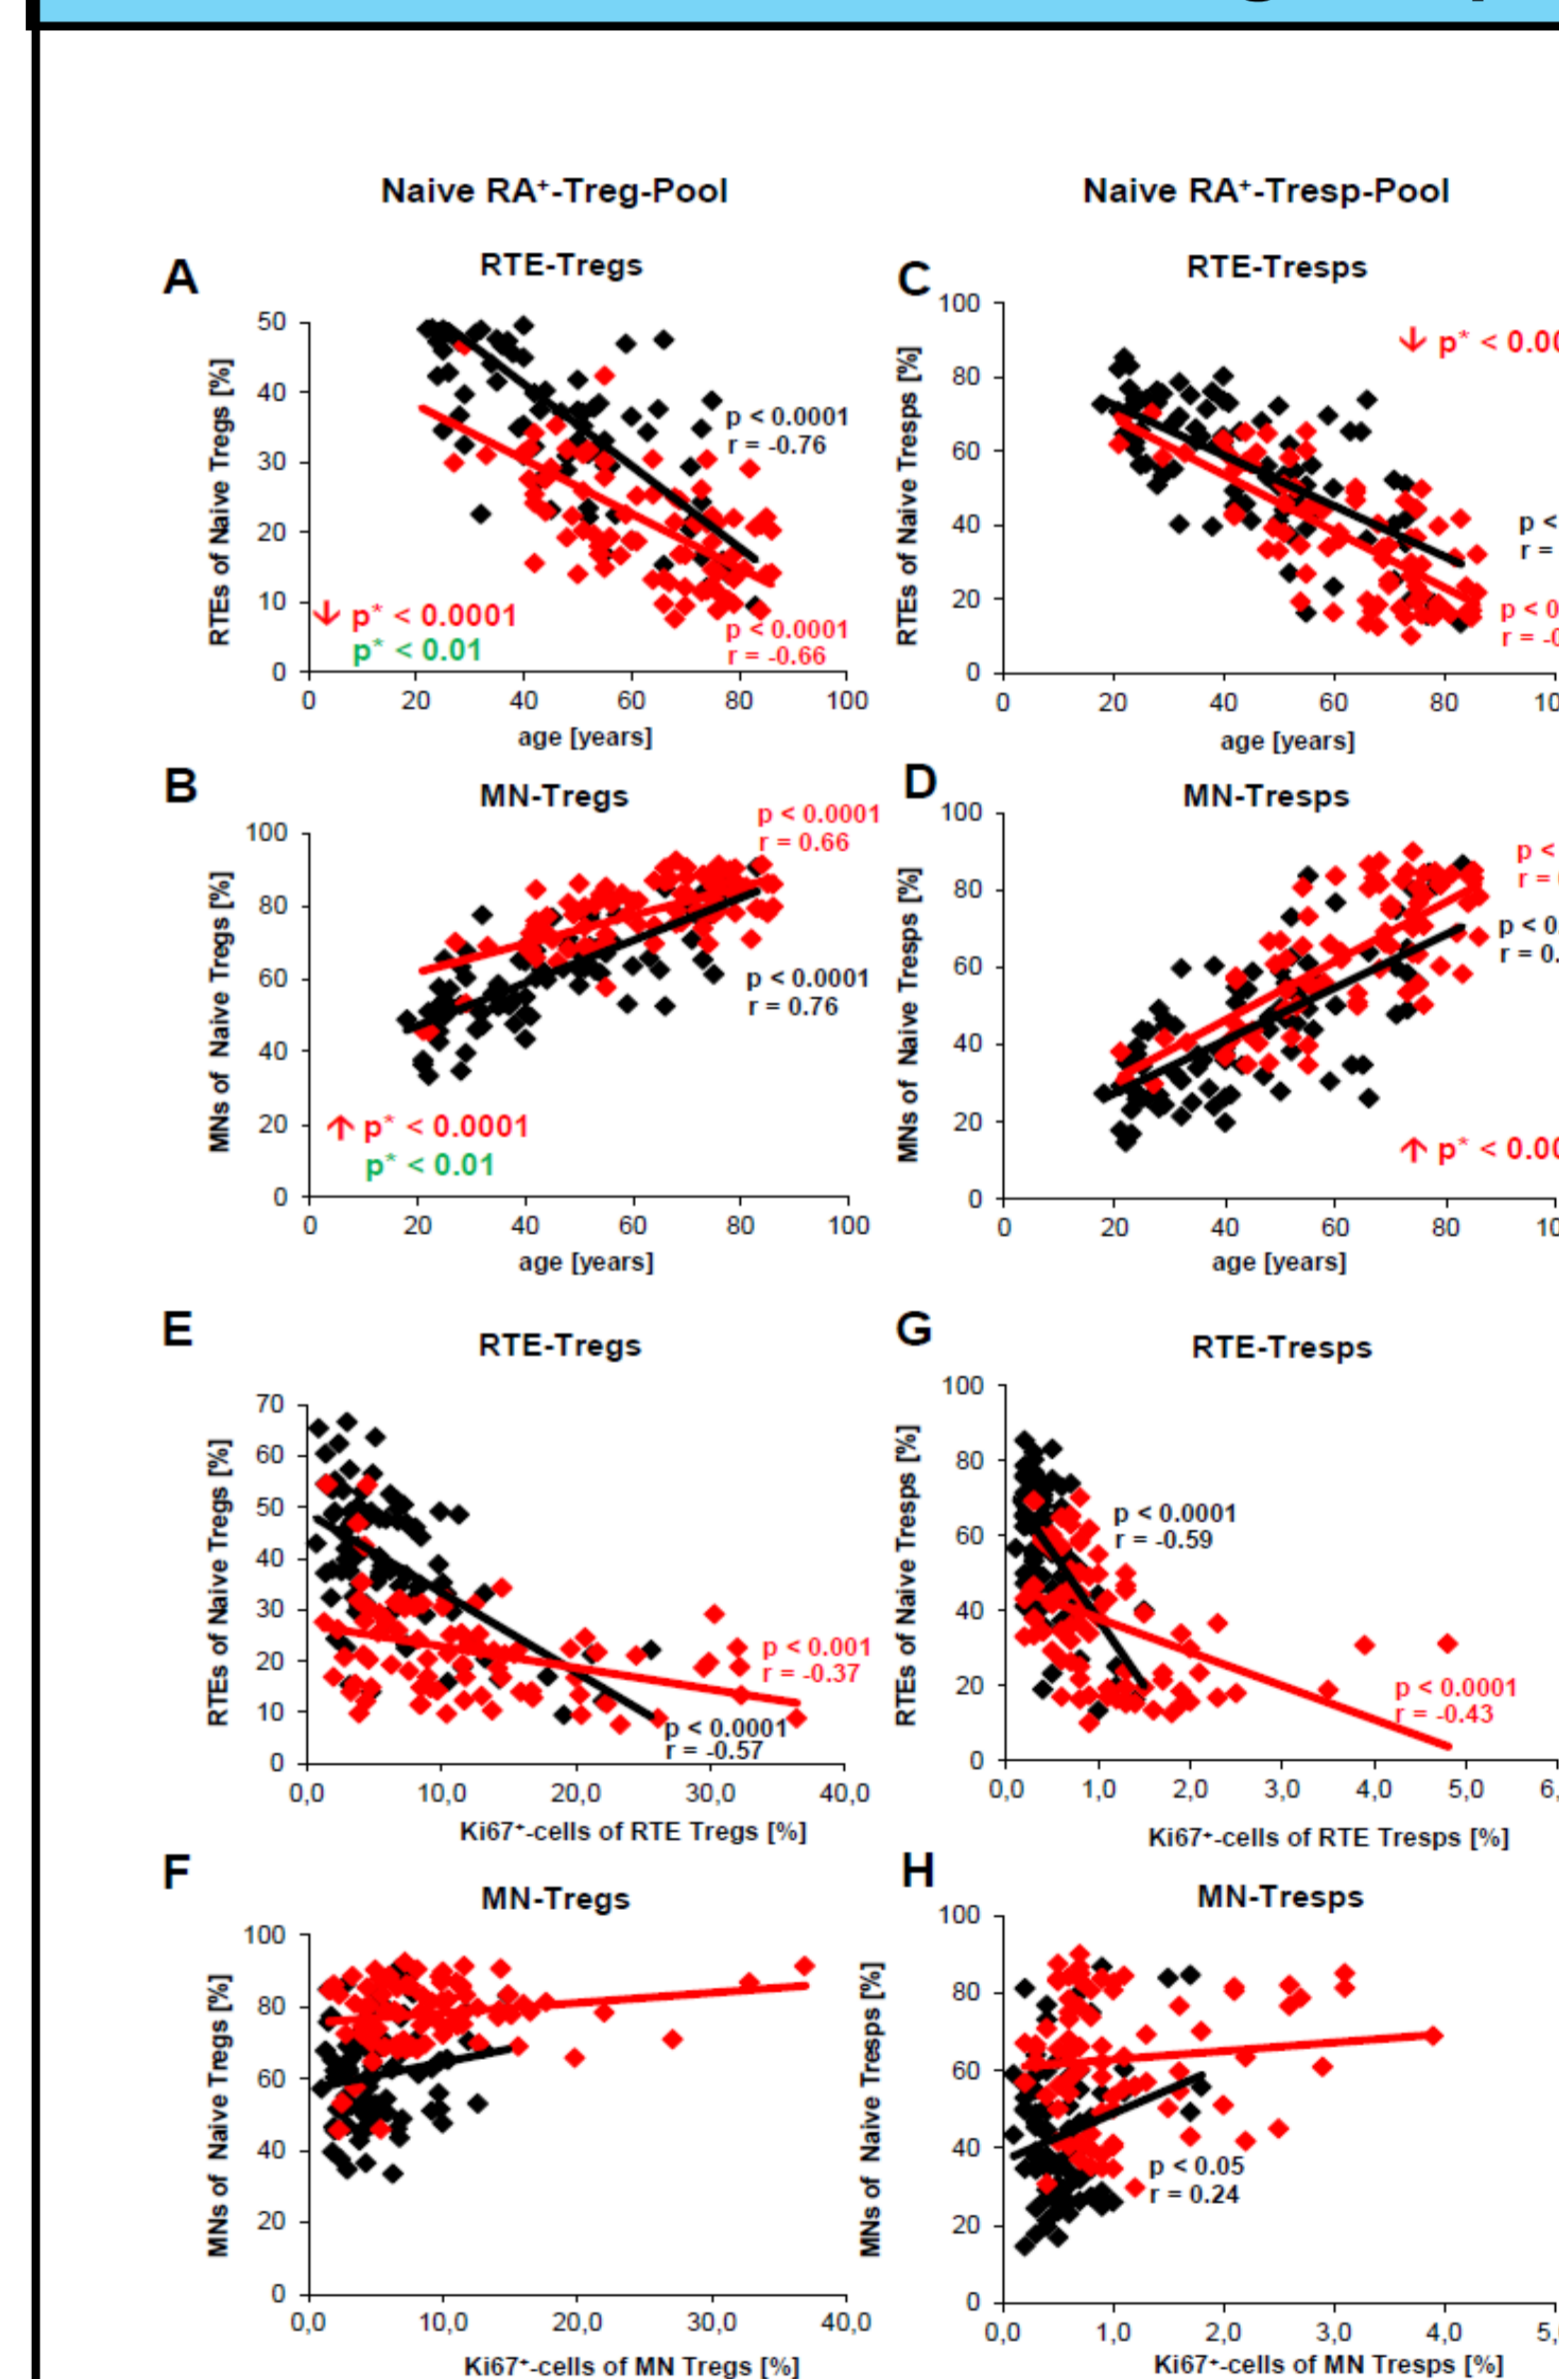 Naive RA⁺-Treg-Pool
Naive RA⁺-Tresp-Pool
A
RTE-Tregs
RTEs of Naive Tregs [%]
50
40
30
20
10
0
p < 0.0001
r = -0.76
↓ p* < 0.0001
p* < 0.01
p < 0.0001
r = -0.66
0 20 40 60 80 100
age [years]
C
RTE-Tresps
RTEs of Naive Tresps [%]
100
80
60
40
20
0
↓ p* < 0.00
p <
r =
p < 0
r = -0
0 20 40 60 80 10
age [years]
B
MN-Tregs
MNs of Naive Tregs [%]
100
80
60
40
20
0
p < 0.0001
r = 0.66
p < 0.0001
r = 0.76
↑ p* < 0.0001
p* < 0.01
0 20 40 60 80 100
age [years]
D
MN-Tresps
MNs of Naive Tresps [%]
100
80
60
40
20
0
p <
r =
p < 0.
r = 0.
↑ p* < 0.00
0 20 40 60 80 10
age [years]
E
RTE-Tregs
RTEs of Naive Tregs [%]
70
60
50
40
30
20
10
0
p < 0.001
r = -0.37
p < 0.0001
r = -0.57
0,0 10,0 20,0 30,0 40,0
Ki67⁺-cells of RTE Tregs [%]
G
RTE-Tresps
RTEs of Naive Tresps [%]
100
80
60
40
20
0
p < 0.0001
r = -0.59
p < 0.0001
r = -0.43
0,0 1,0 2,0 3,0 4,0 5,0 6,
Ki67⁺-cells of RTE Tresps [%]
F
MN-Tregs
MNs of Naive Tregs [%]
100
80
60
40
20
0
0,0 10,0 20,0 30,0 40,0
Ki67⁺-cells of MN Tregs [%]
H
MN-Tresps
MNs of Naive Tresps [%]
100
80
60
40
20
0
p < 0.05
r = 0.24
0,0 1,0 2,0 3,0 4,0 5,
Ki67⁺-cells of MN Tresps [%]